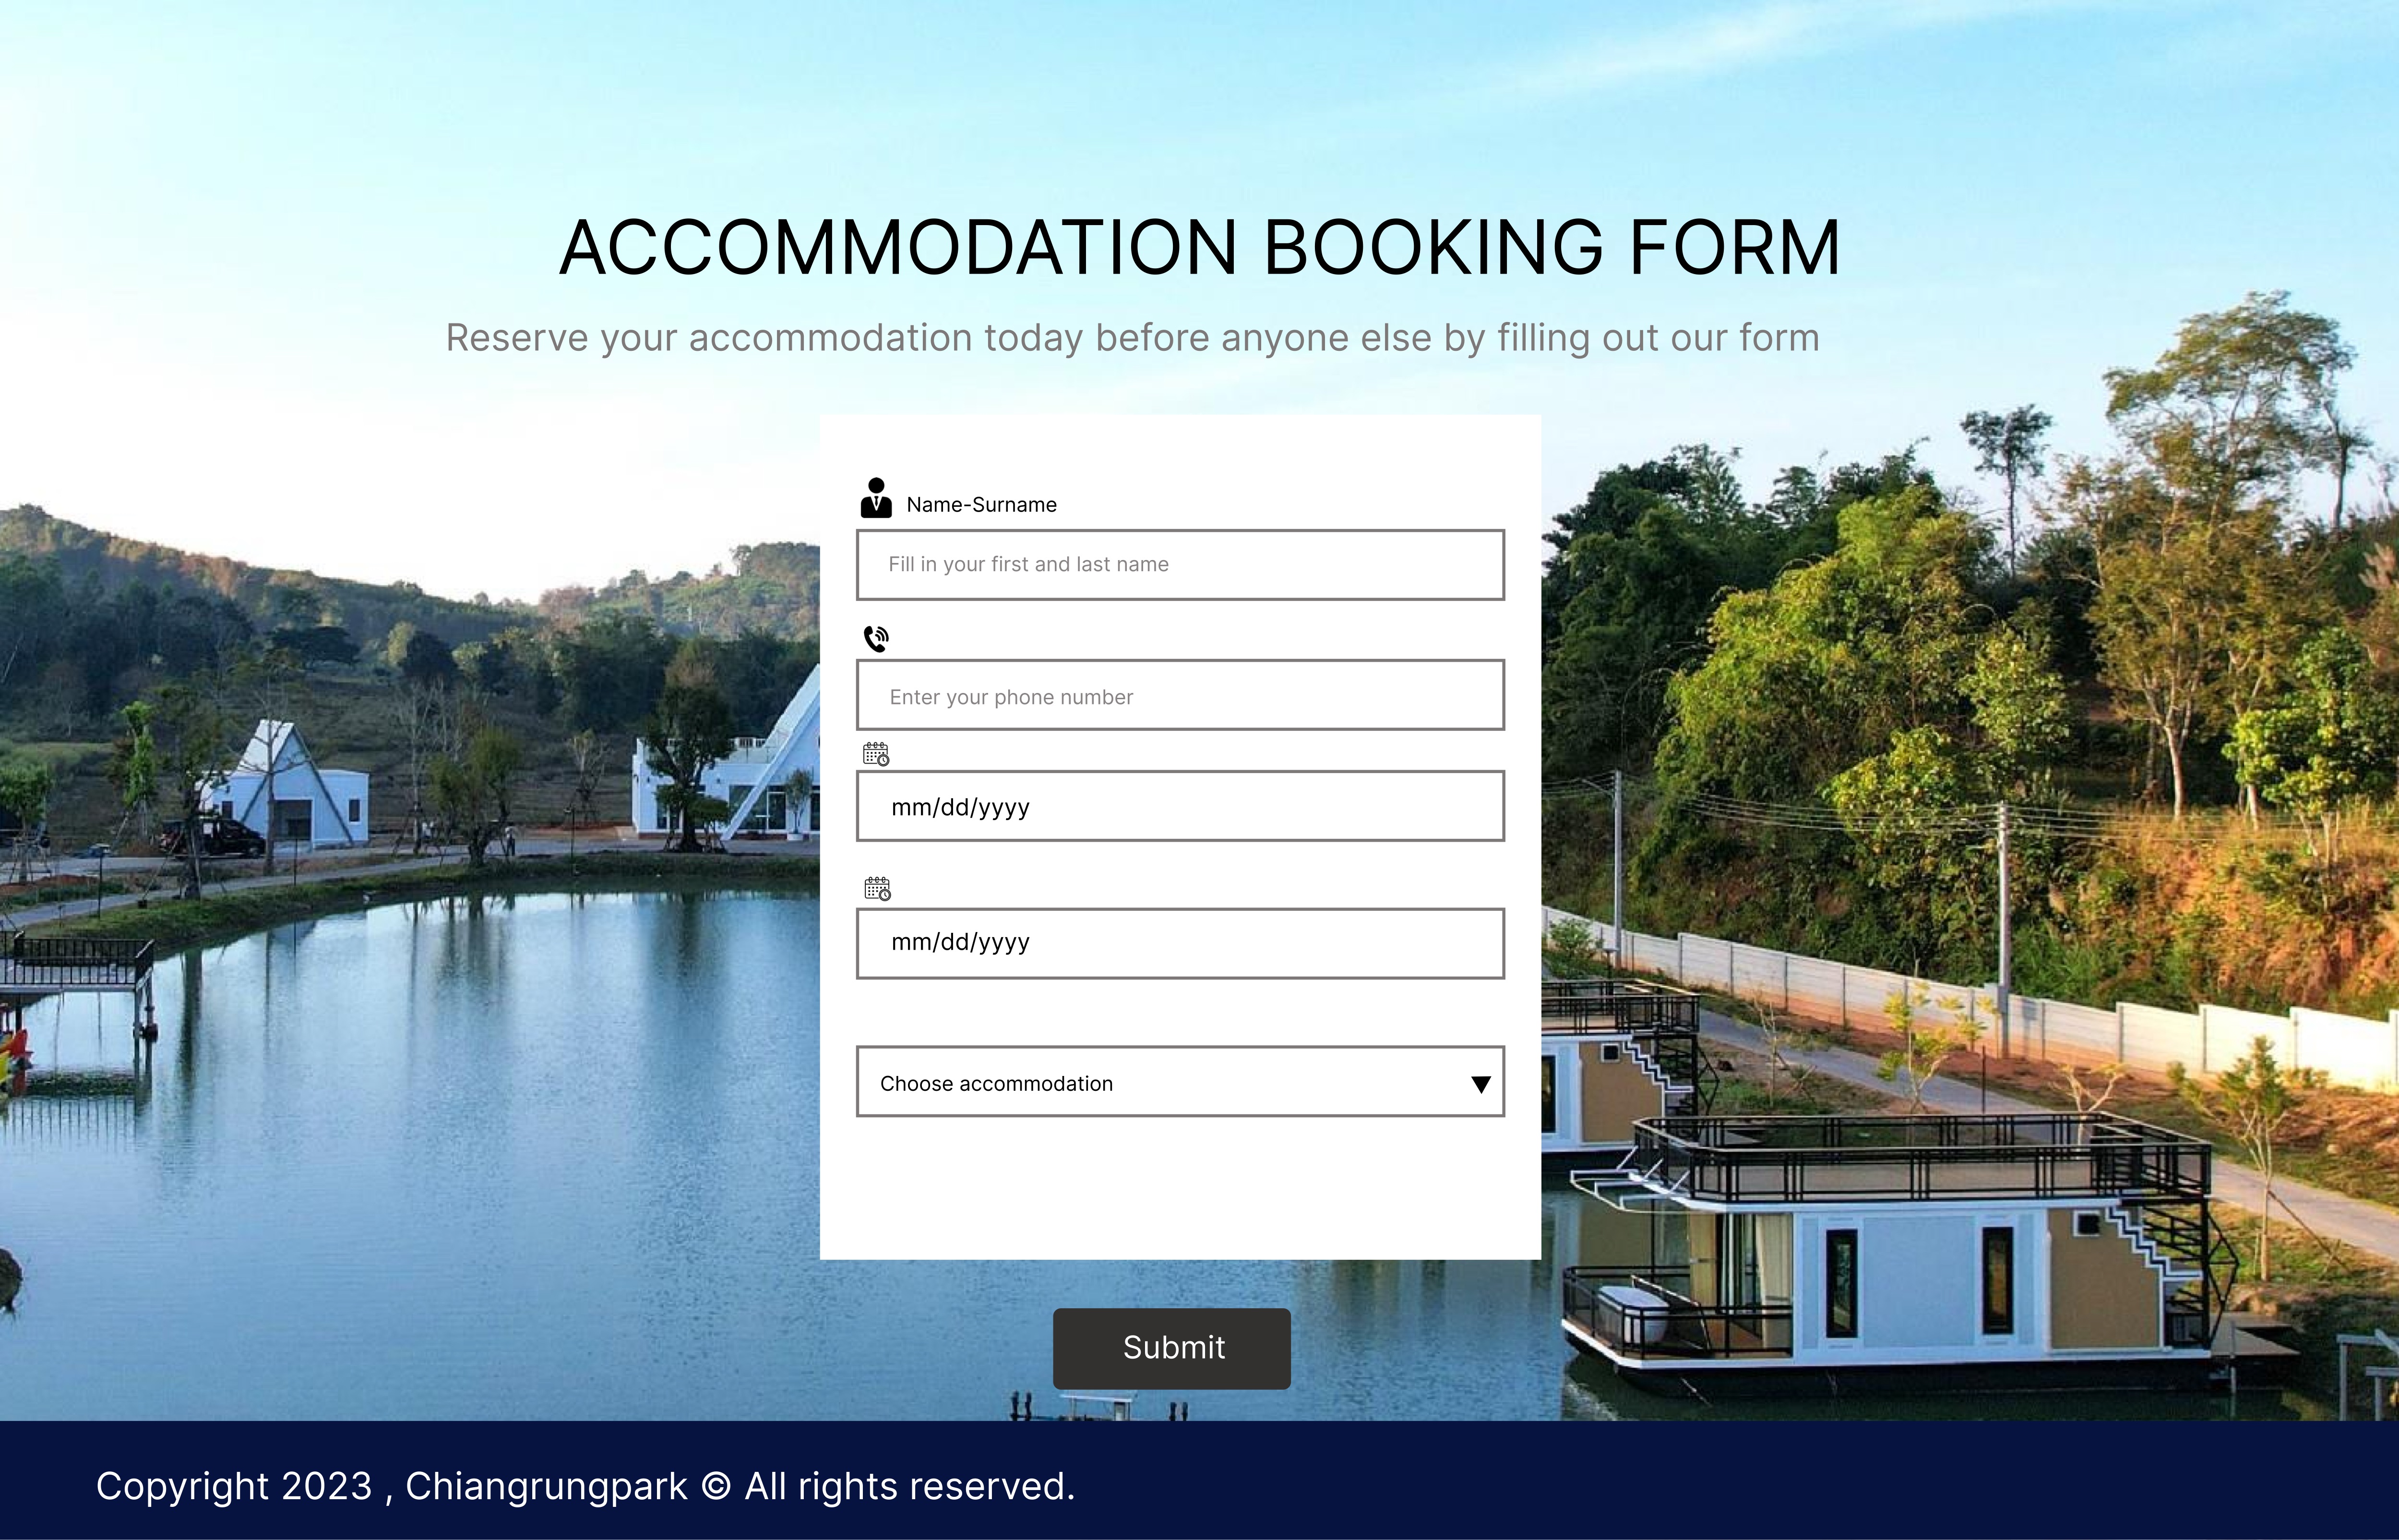 ACCOMMODATION BOOKING FORM
Reserve your accommodation today before anyone else by filling out our form
Name-Surname
Fill in your first and last name
Enter your phone number
mm/dd/yyyy
mm/dd/yyyy
Choose accommodation
Submit
Copyright 2023 , Chiangrungpark © All rights reserved.